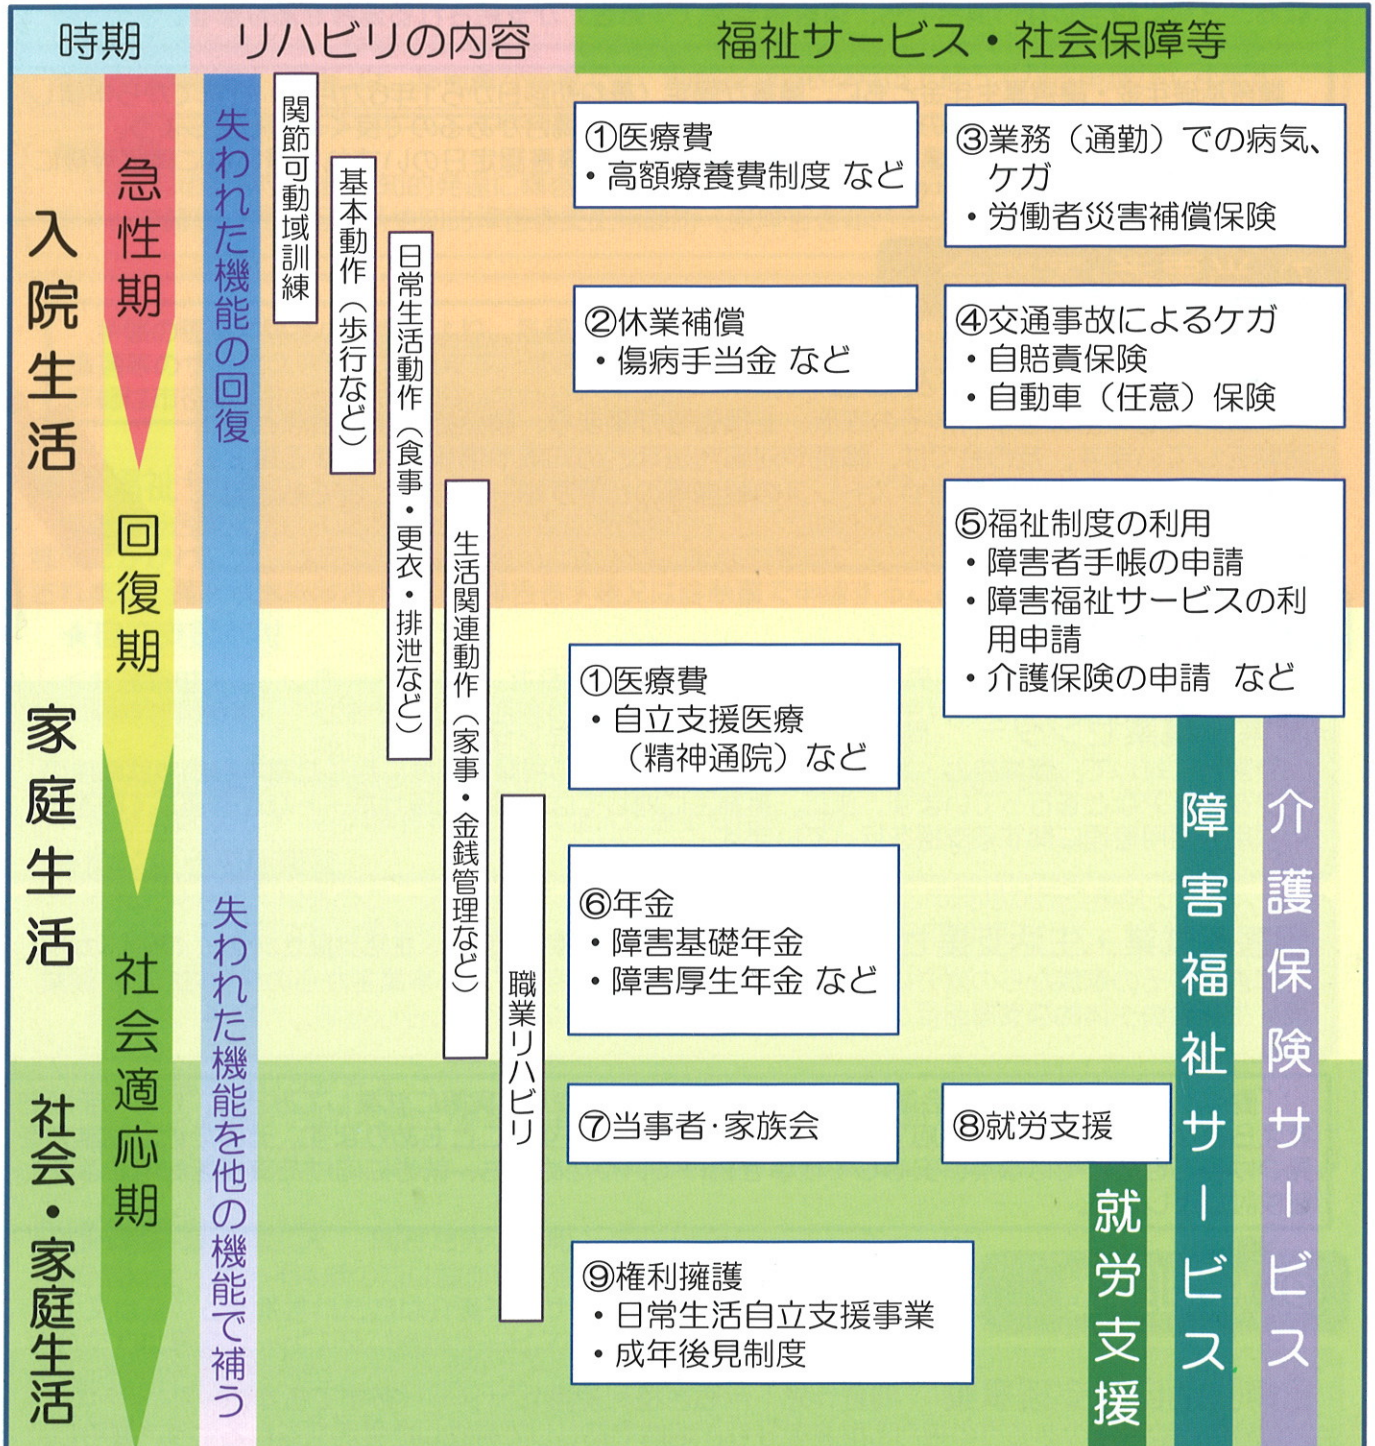 時期
リハビリの内容
福祉サービス・社会保障等
入院生活
家庭生活
社会・家庭生活
急性期
回復期
社会適応期
失われた機能の回復
失われた機能を他の機能で補う
関節可動域訓練
基本動作（歩行など）
日常生活動作（食事・更衣・排泄など）
生活関連動作（家事・金銭管理など）
職業リハビリ
①医療費
・高額療養費制度 など
②休業補償
・傷病手当金 など
③業務（通勤）での病気、
ケガ
・労働者災害補償保険
④交通事故によるケガ
・自賠責保険
・自動車（任意）保険
⑤福祉制度の利用
・障害者手帳の申請
・障害福祉サービスの利
用申請
・介護保険の申請 など
①医療費
・自立支援医療
（精神通院）など
⑥年金
・障害基礎年金
・障害厚生年金 など
⑦当事者・家族会
⑧就労支援
⑨権利擁護
・日常生活自立支援事業
・成年後見制度
就労支援
障害福祉サービス
介護保険サービス